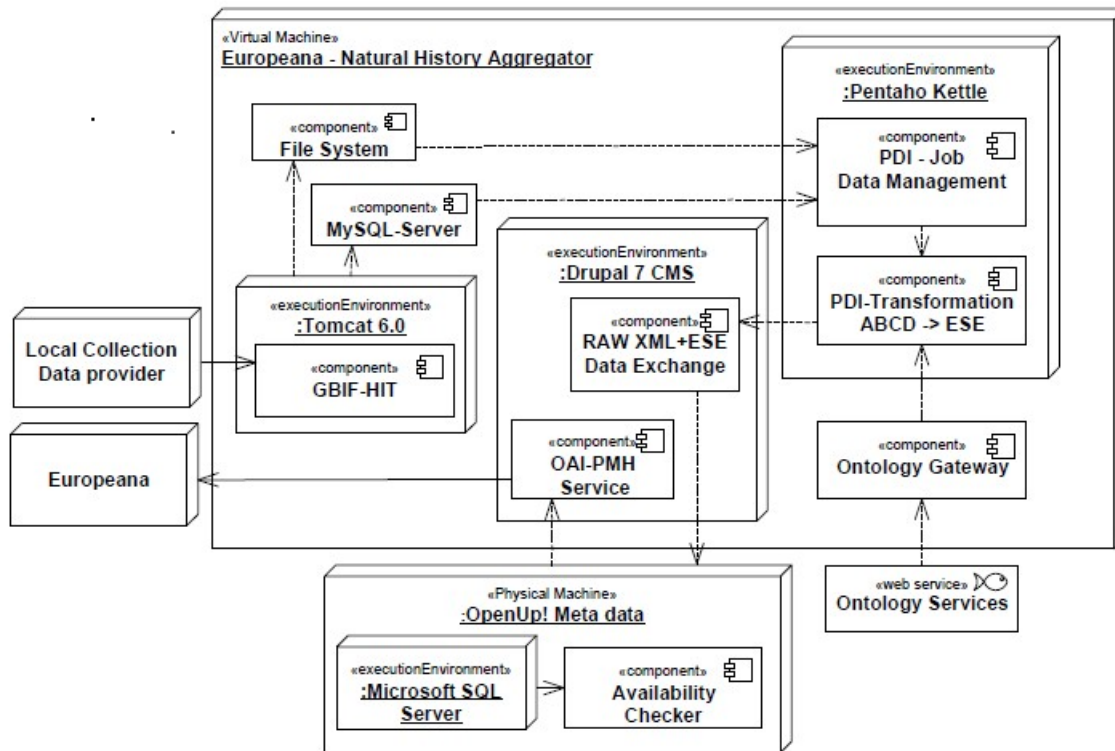 «Virtual Machine»
Europeana - Natural History Aggregator
«executionEnvironment»
:Pentaho Kettle
«component»
File System
«component»
PDI - Job
Data Management
«component»
MySQL-Server
«executionEnvironment»
:Drupal 7 CMS
«component»
PDI-Transformation
ABCD -> ESE
«executionEnvironment»
:Tomcat 6.0
«component»
RAW XML+ESE
Data Exchange
Local Collection
Data provider
«component»
GBIF-HIT
«component»
OAI-PMH
Service
«component»
Ontology Gateway
Europeana
«web service»
Ontology Services
«Physical Machine»
:OpenUp! Meta data
«executionEnvironment»
:Microsoft SQL
Server
«component»
Availability
Checker